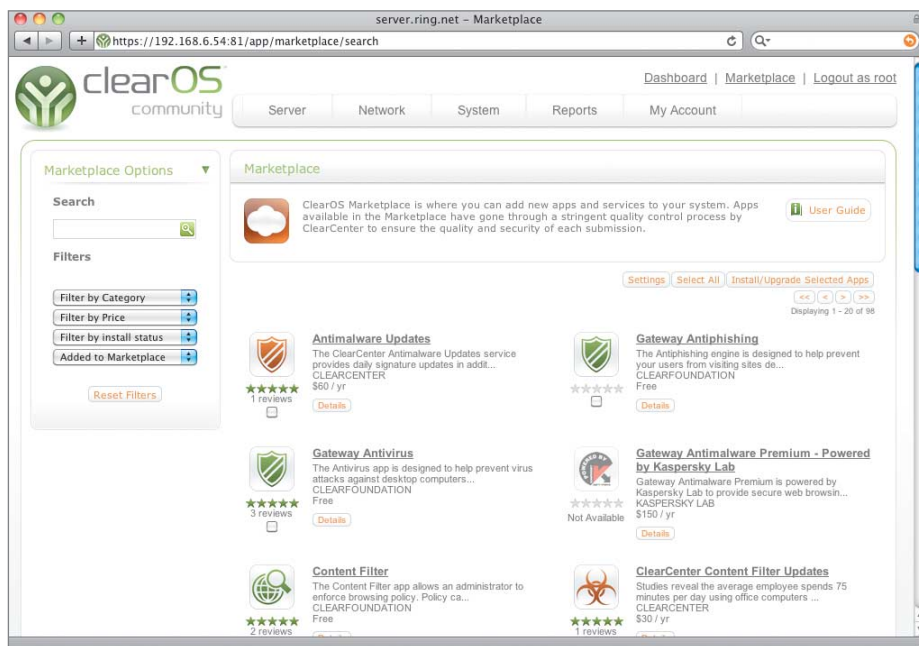 server.ring.net – Marketplace
https://192.168.6.54:81/app/marketplace/search
clearOS
community
Dashboard | Marketplace | Logout as root
Server Network System Reports My Account
Marketplace Options
Search
Filters
Filter by Category
Filter by Price
Filter by install status
Added to Marketplace
Reset Filters
Marketplace
ClearOS Marketplace is where you can add new apps and services to your system. Apps
available in the Marketplace have gone through a stringent quality control process by
ClearCenter to ensure the quality and security of each submission.
User Guide
Settings Select All Install/Upgrade Selected Apps
<< < > >>
Displaying 1 - 20 of 98
Antimalware Updates
The ClearCenter Antimalware Updates service
provides daily signature updates in addit...
CLEARCENTER
$60 / yr
1 reviews
Details
Gateway Antiphishing
The Antiphishing engine is designed to help prevent
your users from visiting sites de...
CLEARFOUNDATION
Free
Details
Gateway Antivirus
The Antivirus app is designed to help prevent virus
attacks against desktop computers...
CLEARFOUNDATION
Free
3 reviews
Details
POWERED BY
Gateway Antimalware Premium - Powered
by Kaspersky Lab
Gateway Antimalware Premium is powered by
Kaspersky Lab to provide secure web browsin...
KASPERSKY LAB
$150 / yr
Not Available
Details
Content Filter
The Content Filter app allows an administrator to
enforce browsing policy. Policy ca...
CLEARFOUNDATION
Free
2 reviews
ClearCenter Content Filter Updates
Studies reveal the average employee spends 75
minutes per day using office computers ...
CLEARCENTER
$30 / yr
1 reviews